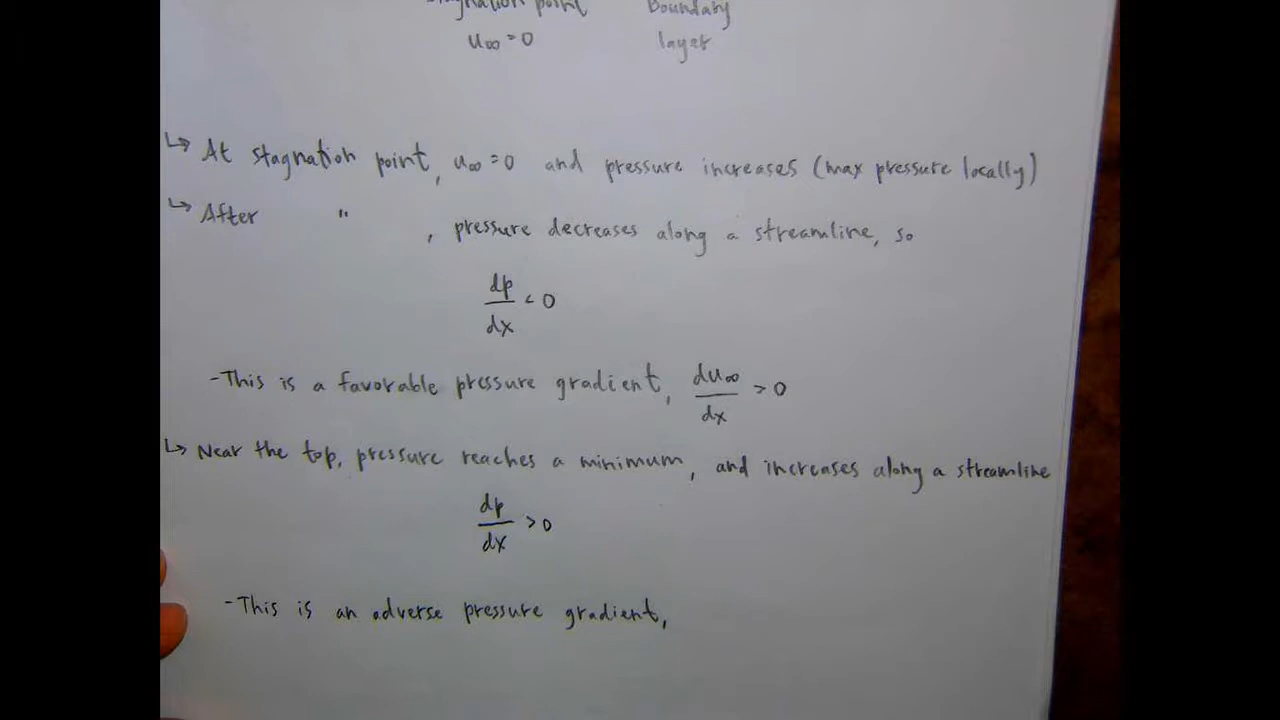 Stagnation point Boundary
u∞ = 0 layer
↳ At stagnation point, u∞ = 0 and pressure increases (max pressure locally)
↳ After " , pressure decreases along a streamline, so
dp/dx < 0
- This is a favorable pressure gradient, du∞/dx > 0
↳ Near the top, pressure reaches a minimum, and increases along a streamline
dp/dx > 0
- This is an adverse pressure gradient,